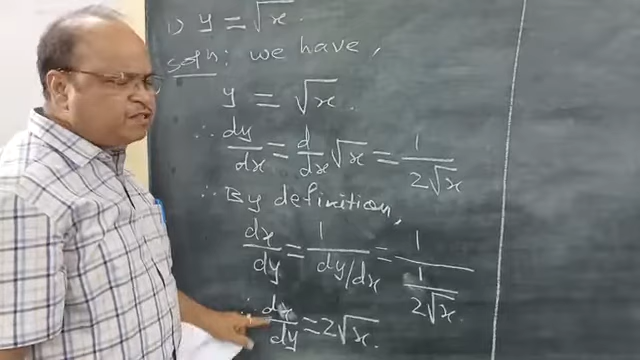 1) y = √x.
Soln: we have,
y = √x.
∴ dy/dx = d/dx √x = 1/2√x
∴ By definition,
dx/dy = 1/(dy/dx) = 1/(1/2√x).
∴ dx/dy = 2√x.